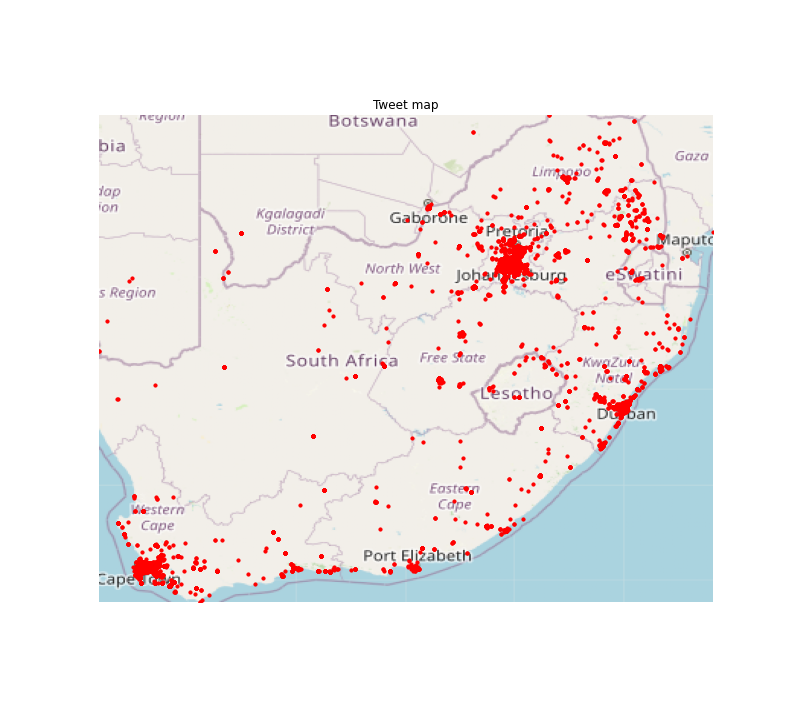 Tweet map
Region
Botswana
bia
Gaza
Limpopo
dap
ion
Kgalagadi
District
Gaborone
Pretoria
Maputo
North West
Johannesburg
eSwatini
s Region
South Africa
Free State
KwaZulu-
Natal
Lesotho
Durban
Eastern
Cape
Western
Cape
Port Elizabeth
Cape Town